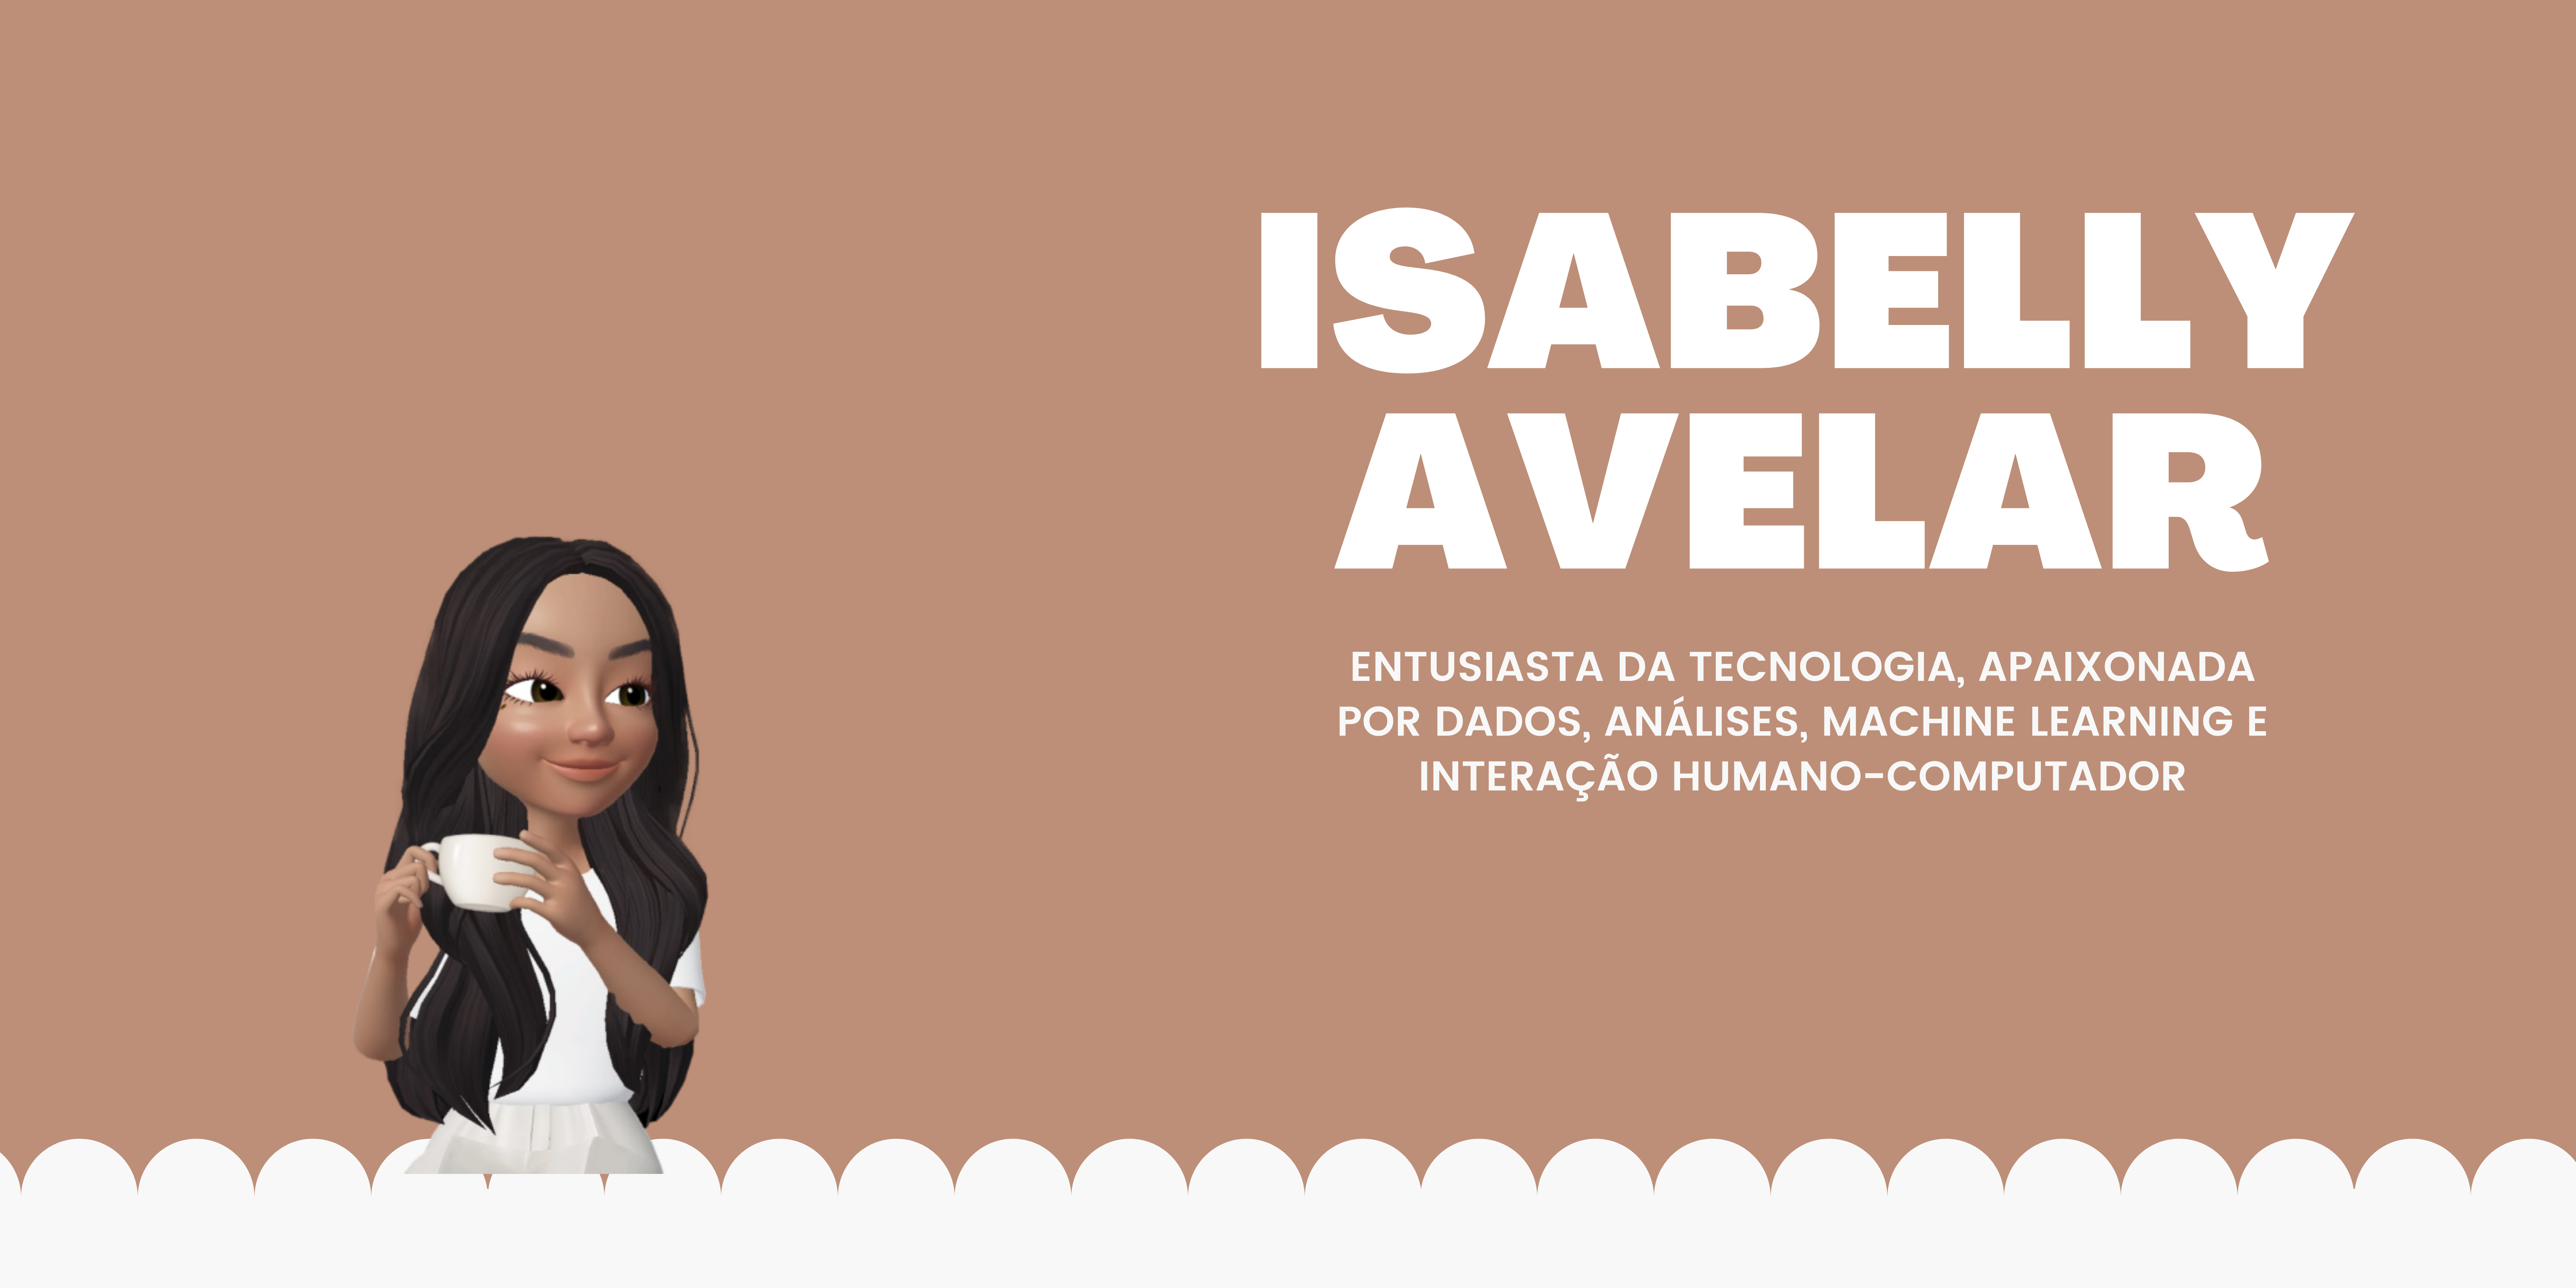 ISABELLY
AVELAR
ENTUSIASTA DA TECNOLOGIA, APAIXONADA
POR DADOS, ANÁLISES, MACHINE LEARNING E
INTERAÇÃO HUMANO-COMPUTADOR